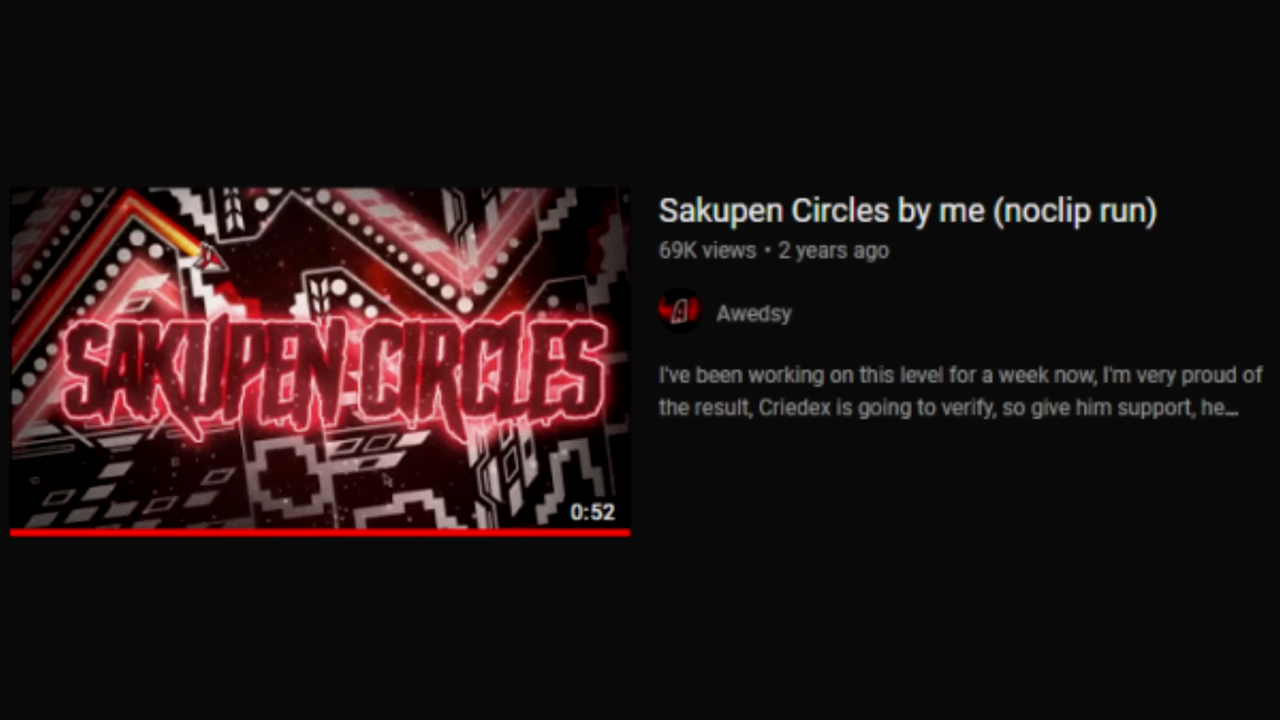 SAKUPEN CIRCLES
0:52
Sakupen Circles by me (noclip run)
69K views • 2 years ago
Awedsy
I've been working on this level for a week now, I'm very proud of
the result, Criedex is going to verify, so give him support, he...